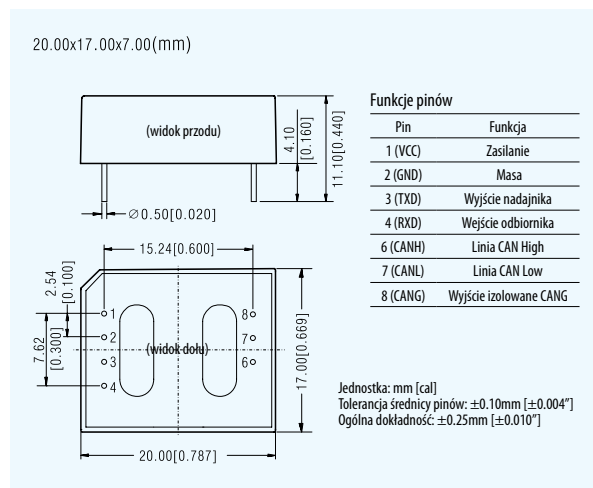 20.00x17.00x7.00(mm)
(widok przodu)
4.10
[0.160]
11.10[0.440]
Ø0.50[0.020]
15.24[0.600]
2.54
[0.100]
7.62
[0.300]
1
2
3
4
8
7
6
(widok dołu)
17.00[0.669]
20.00[0.787]
Funkcje pinów
Pin Funkcja
1 (VCC) Zasilanie
2 (GND) Masa
3 (TXD) Wyjście nadajnika
4 (RXD) Wejście odbiornika
6 (CANH) Linia CAN High
7 (CANL) Linia CAN Low
8 (CANG) Wyjście izolowane CANG
Jednostka: mm [cal]
Tolerancja średnicy pinów: ±0.10mm [±0.004”]
Ogólna dokładność: ±0.25mm [±0.010”]